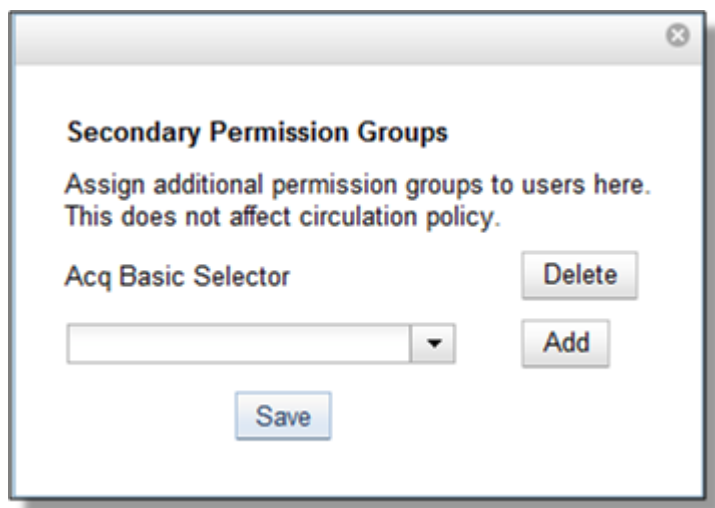 Secondary Permission Groups
Assign additional permission groups to users here.
This does not affect circulation policy.
Acq Basic Selector Delete
Add
Save